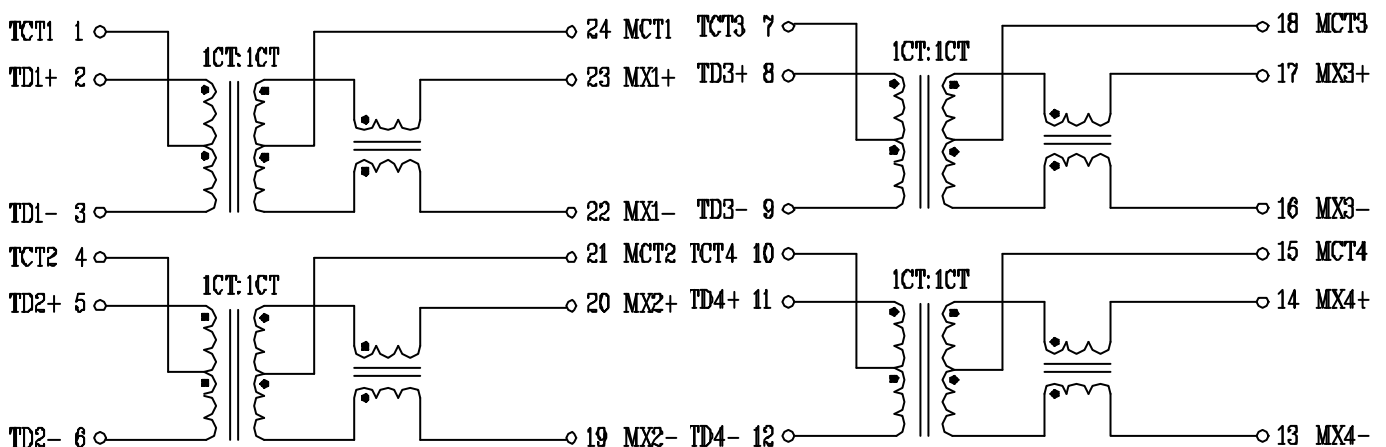 TCT1 1 24 MCT1 TCT3 7 18 MCT3
1CT:1CT 1CT:1CT
TD1+ 2 23 MX1+ TD3+ 8 17 MX3+
TD1- 3 22 MX1- TD3- 9 16 MX3-
TCT2 4 21 MCT2 TCT4 10 15 MCT4
1CT:1CT 1CT:1CT
TD2+ 5 20 MX2+ TD4+ 11 14 MX4+
TD2- 6 19 MX2- TD4- 12 13 MX4-